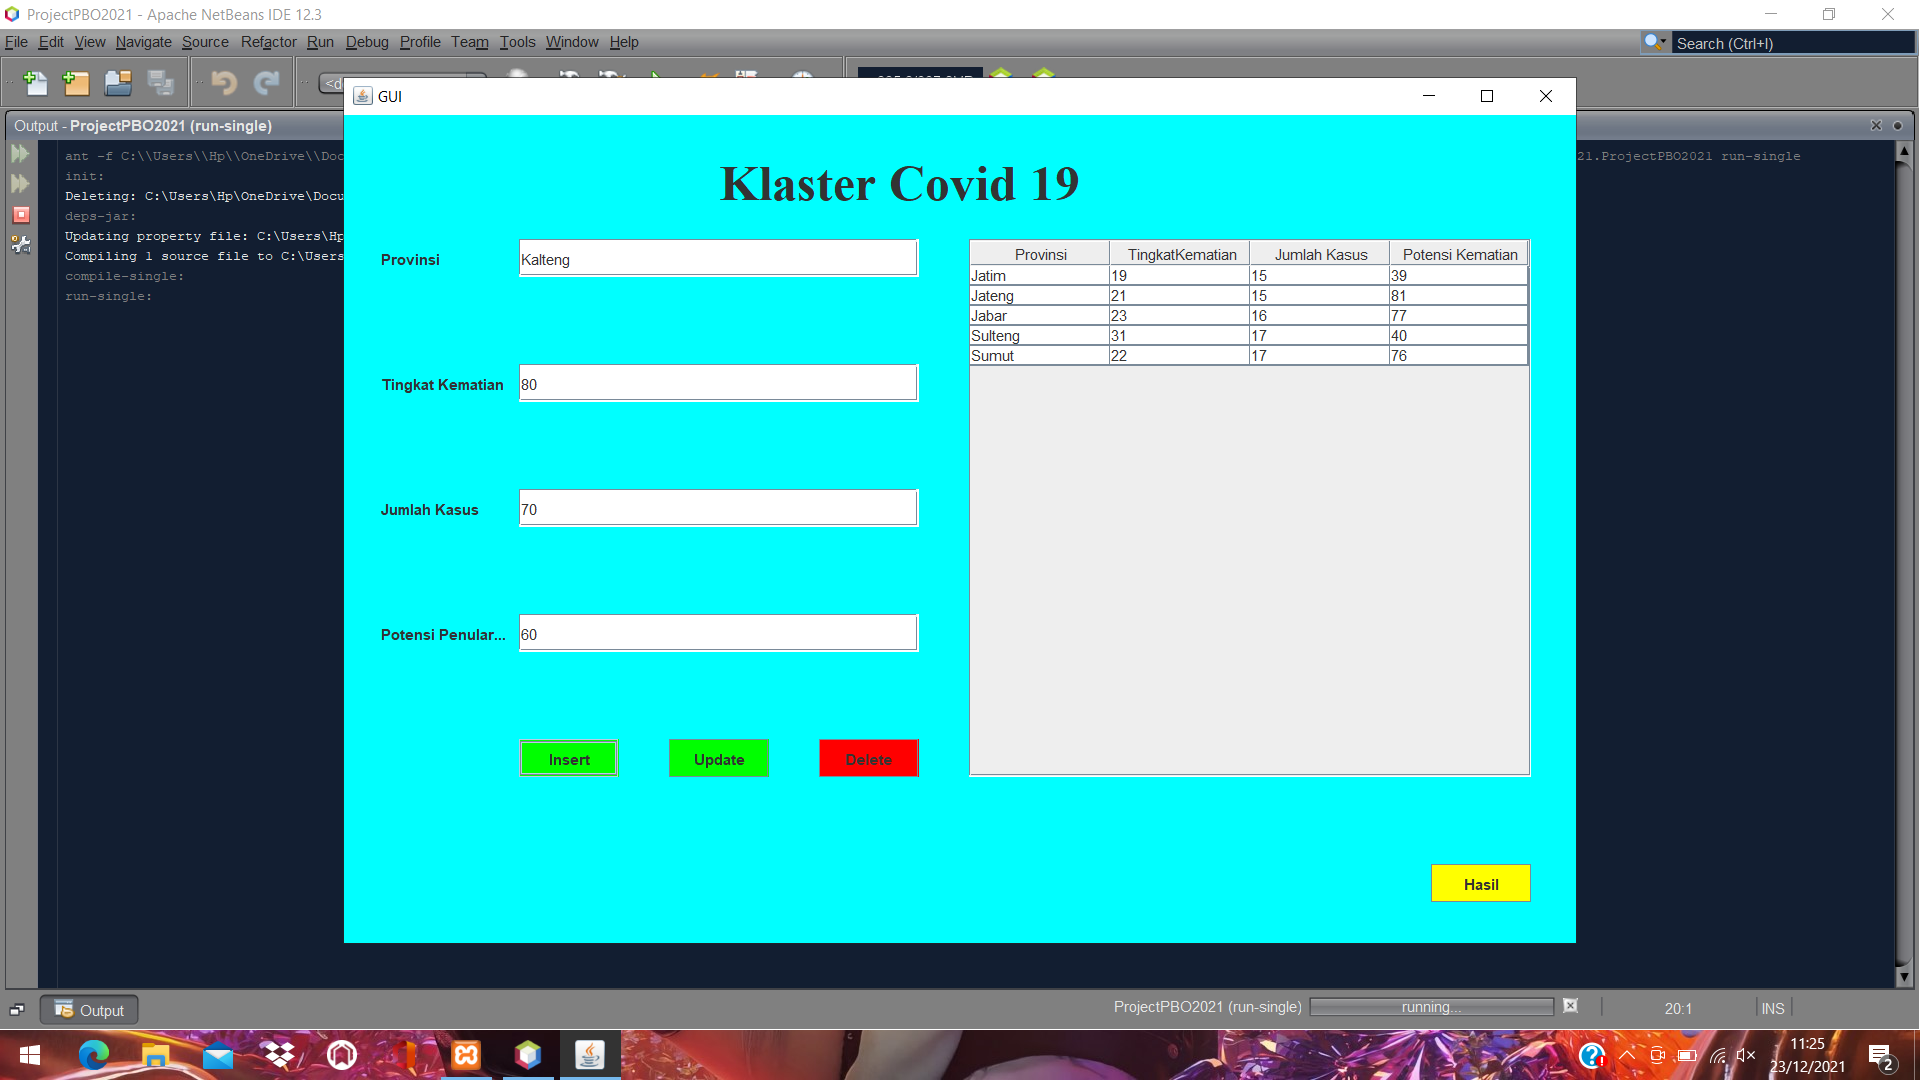 ProjectPBO2021 - Apache NetBeans IDE 12.3
File Edit View Navigate Source Refactor Run Debug Profile Team Tools Window Help
Search (Ctrl+I)
GUI
Output - ProjectPBO2021 (run-single)
ant -f C:\\Users\\Hp\\OneDrive\\Doc
21.ProjectPBO2021 run-single
init:
Deleting: C:\Users\Hp\OneDrive\Docu
deps-jar:
Updating property file: C:\Users\Hp
Compiling 1 source file to C:\Users
compile-single:
run-single:
Klaster Covid 19
Provinsi Kalteng
Tingkat Kematian 80
Jumlah Kasus 70
Potensi Penular... 60
Insert Update Delete
Provinsi TingkatKematian Jumlah Kasus Potensi Kematian
Jatim 19 15 39
Jateng 21 15 81
Jabar 23 16 77
Sulteng 31 17 40
Sumut 22 17 76
Hasil
Output
ProjectPBO2021 (run-single) running... 20:1 INS
11:25
23/12/2021
2